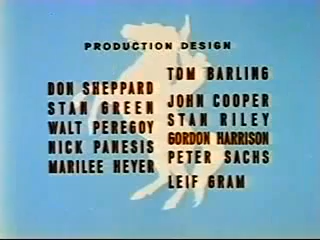 PRODUCTION DESIGN
DON SHEPPARD
STAN GREEN
WALT PEREGOY
NICK PANESIS
MARILEE HEYER
TOM BARLING
JOHN COOPER
STAN RILEY
GORDON HARRISON
PETER SACHS
LEIF GRAM